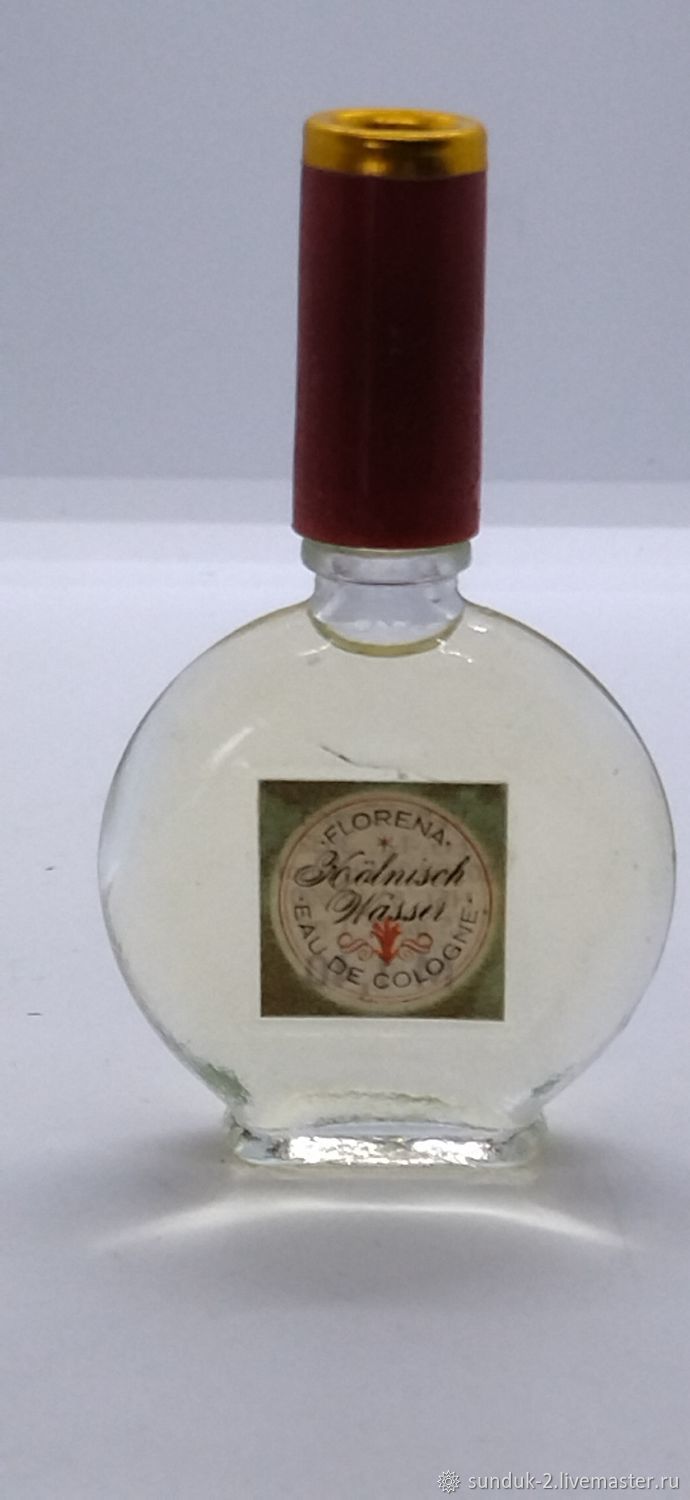 FLORENA
Kölnisch
Wasser
EAU DE COLOGNE
sunduk-2.livemaster.ru